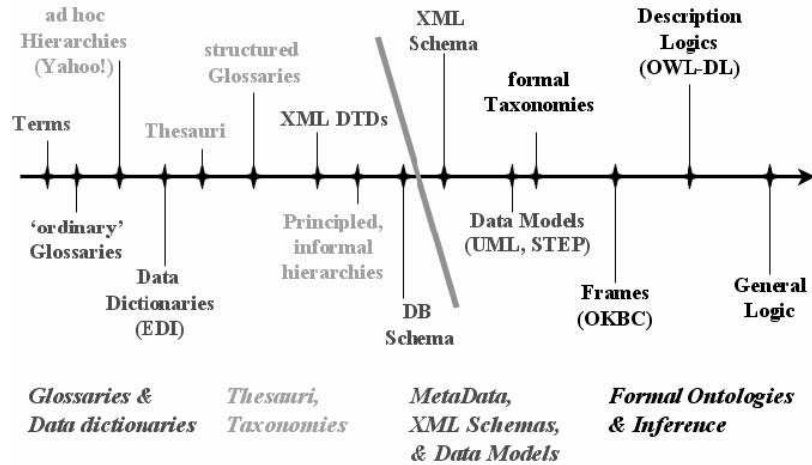 ad hoc
Hierarchies
(Yahoo!)
structured
Glossaries
XML
Schema
Description
Logics
(OWL-DL)
formal
Taxonomies
Terms
Thesauri
XML DTDs
‘ordinary’
Glossaries
Data
Dictionaries
(EDI)
Principled,
informal
hierarchies
DB
Schema
Data Models
(UML, STEP)
Frames
(OKBC)
General
Logic
Glossaries &
Data dictionaries
Thesauri,
Taxonomies
MetaData,
XML Schemas,
& Data Models
Formal Ontologies
& Inference